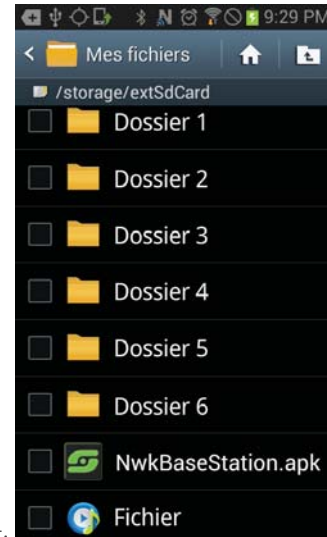 9:29 PM
< Mes fichiers
/storage/extSdCard
Dossier 1
Dossier 2
Dossier 3
Dossier 4
Dossier 5
Dossier 6
NwkBaseStation.apk
Fichier